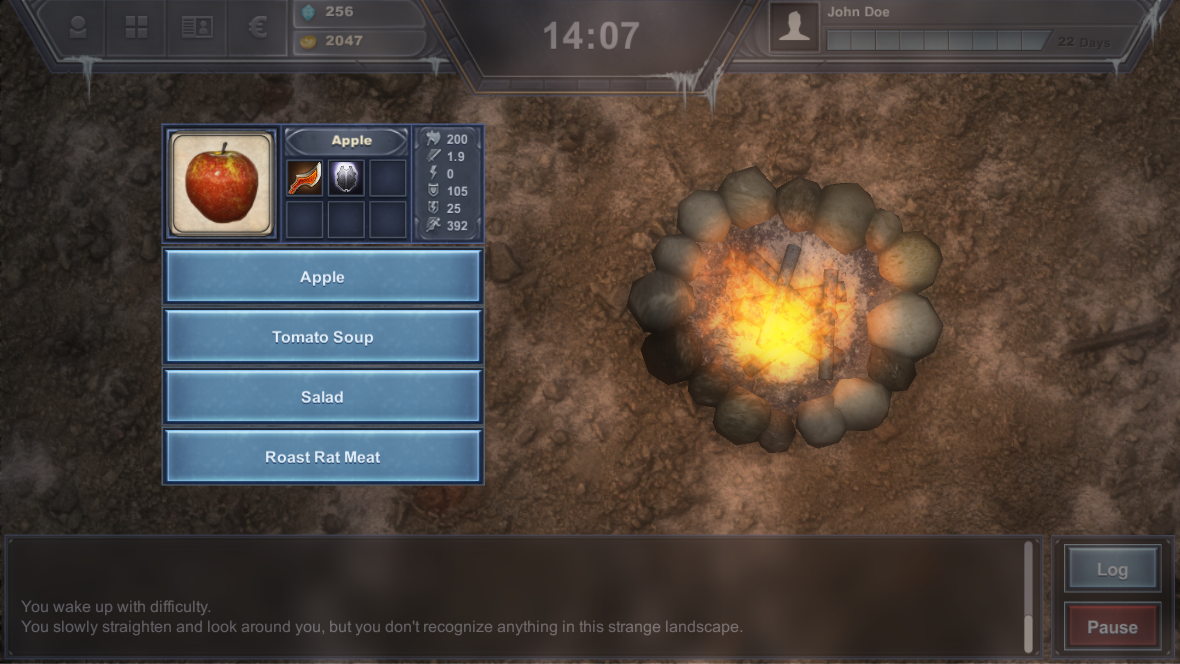 256
2047
€
14:07
John Doe
22 Days
Apple
200
1.9
0
105
25
392
Apple
Tomato Soup
Salad
Roast Rat Meat
You wake up with difficulty.
You slowly straighten and look around you, but you don't recognize anything in this strange landscape.
Log
Pause